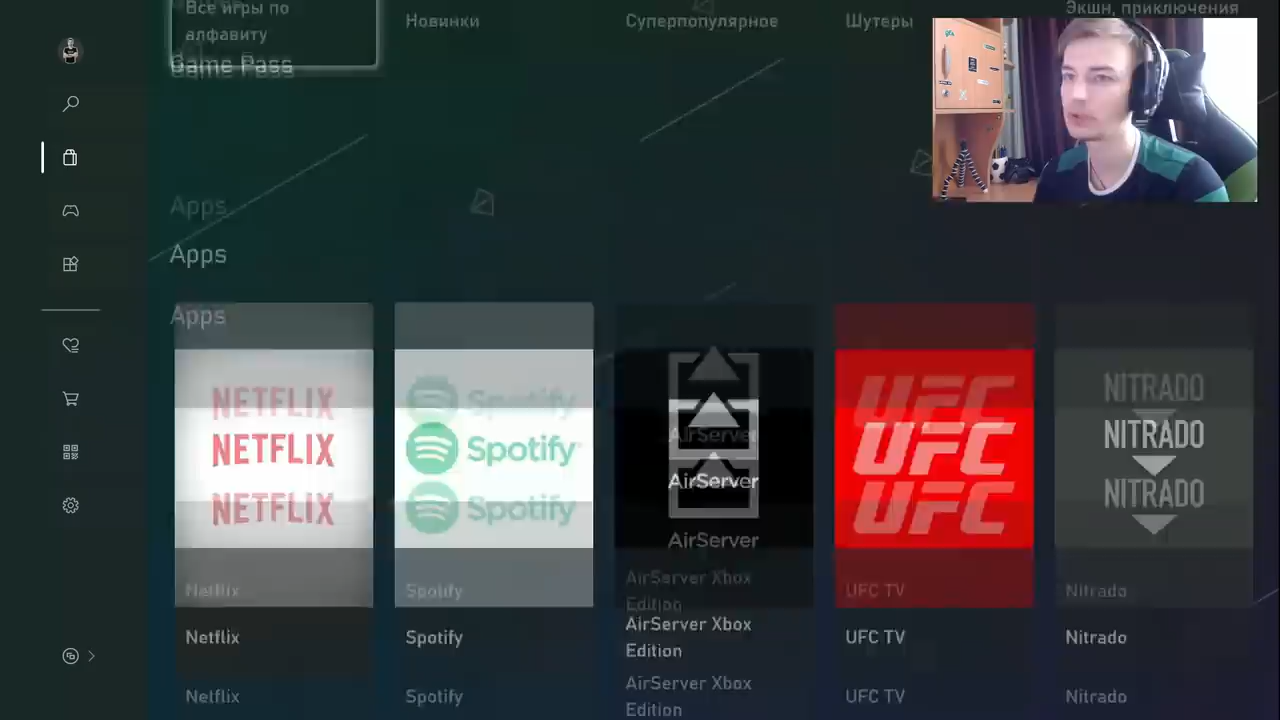 Все игры по
алфавиту
Новинки
Суперпопулярное
Шутеры
Экшн, приключения
Game Pass
Apps
Apps
Apps
NETFLIX
NETFLIX
NETFLIX
Spotify
Spotify
Spotify
AirServer
AirServer
AirServer
UFC
UFC
UFC
NITRADO
NITRADO
NITRADO
Netflix
Spotify
AirServer Xbox
Edition
UFC TV
Nitrado
Netflix
Spotify
AirServer Xbox
Edition
UFC TV
Nitrado
Netflix
Spotify
AirServer Xbox
Edition
UFC TV
Nitrado